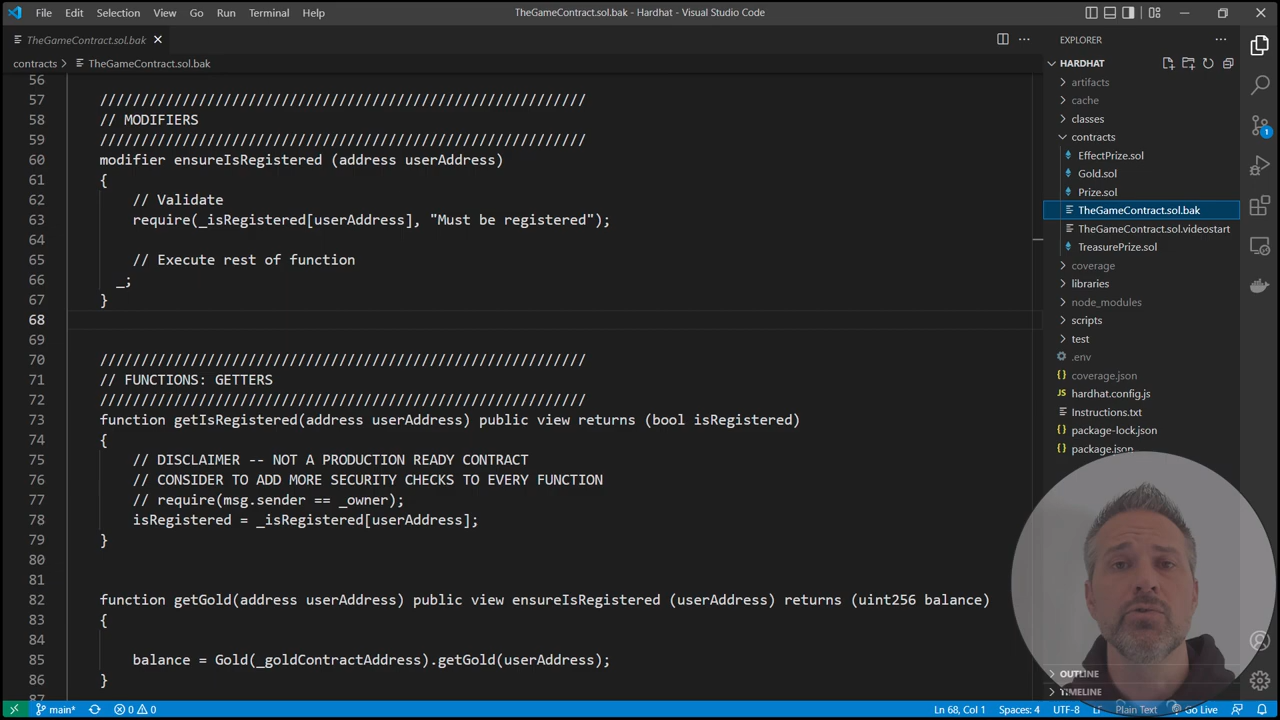 File Edit Selection View Go Run Terminal Help
TheGameContract.sol.bak - Hardhat - Visual Studio Code
TheGameContract.sol.bak
contracts > TheGameContract.sol.bak
56
57 ///////////////////////////////////////////////////////////
58 // MODIFIERS
59 ///////////////////////////////////////////////////////////
60 modifier ensureIsRegistered (address userAddress)
61 {
62 // Validate
63 require(_isRegistered[userAddress], "Must be registered");
64
65 // Execute rest of function
66 _;
67 }
68
69
70 ///////////////////////////////////////////////////////////
71 // FUNCTIONS: GETTERS
72 ///////////////////////////////////////////////////////////
73 function getIsRegistered(address userAddress) public view returns (bool isRegistered)
74 {
75 // DISCLAIMER -- NOT A PRODUCTION READY CONTRACT
76 // CONSIDER TO ADD MORE SECURITY CHECKS TO EVERY FUNCTION
77 // require(msg.sender == _owner);
78 isRegistered = _isRegistered[userAddress];
79 }
80
81
82 function getGold(address userAddress) public view ensureIsRegistered (userAddress) returns (uint256 balance)
83 {
84
85 balance = Gold(_goldContractAddress).getGold(userAddress);
86 }
87
EXPLORER
HARDHAT
artifacts
cache
classes
contracts
EffectPrize.sol
Gold.sol
Prize.sol
TheGameContract.sol.bak
TheGameContract.sol.videostart
TreasurePrize.sol
coverage
libraries
node_modules
scripts
test
.env
coverage.json
hardhat.config.js
Instructions.txt
package-lock.json
package.json
OUTLINE
TIMELINE
1
main* 0 0
Ln 68, Col 1 Spaces: 4 UTF-8 LF Plain Text Go Live